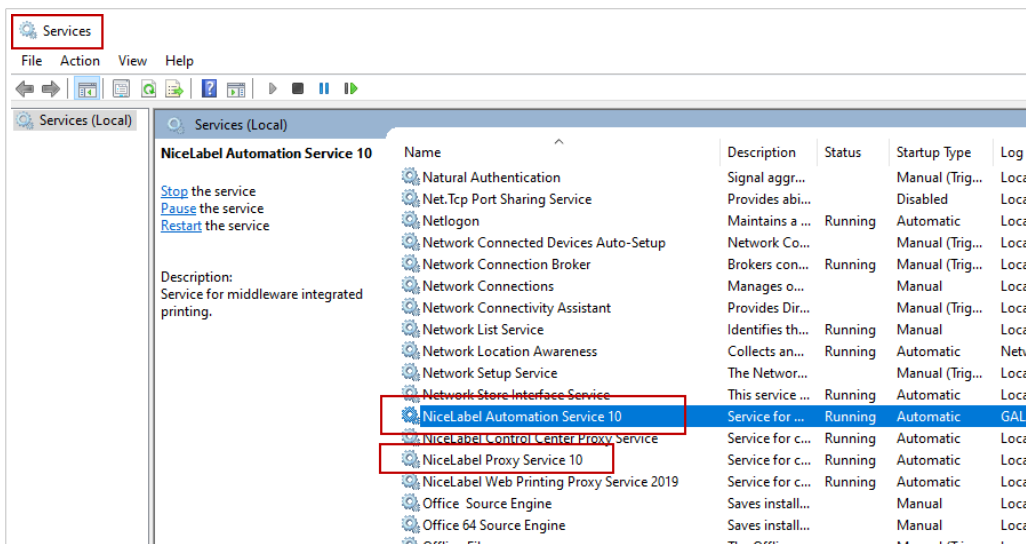 Services
File Action View Help
Services (Local)
Services (Local)
NiceLabel Automation Service 10
Stop the service
Pause the service
Restart the service
Description:
Service for middleware integrated
printing.
Name Description Status Startup Type Log
Natural Authentication Signal aggr... Manual (Trig... Loca
Net.Tcp Port Sharing Service Provides abi... Disabled Loca
Netlogon Maintains a ... Running Automatic Loca
Network Connected Devices Auto-Setup Network Co... Manual (Trig... Loca
Network Connection Broker Brokers con... Running Manual (Trig... Loca
Network Connections Manages o... Manual Loca
Network Connectivity Assistant Provides Dir... Manual (Trig... Loca
Network List Service Identifies th... Running Manual Loca
Network Location Awareness Collects an... Running Automatic Netw
Network Setup Service The Networ... Manual (Trig... Loca
Network Store Interface Service This service ... Running Automatic Loca
NiceLabel Automation Service 10 Service for ... Running Automatic GAL
NiceLabel Control Center Proxy Service Service for c... Running Automatic Loca
NiceLabel Proxy Service 10 Service for c... Running Automatic Loca
NiceLabel Web Printing Proxy Service 2019 Service for c... Running Automatic Loca
Office Source Engine Saves install... Manual Loca
Office 64 Source Engine Saves install... Manual Loca